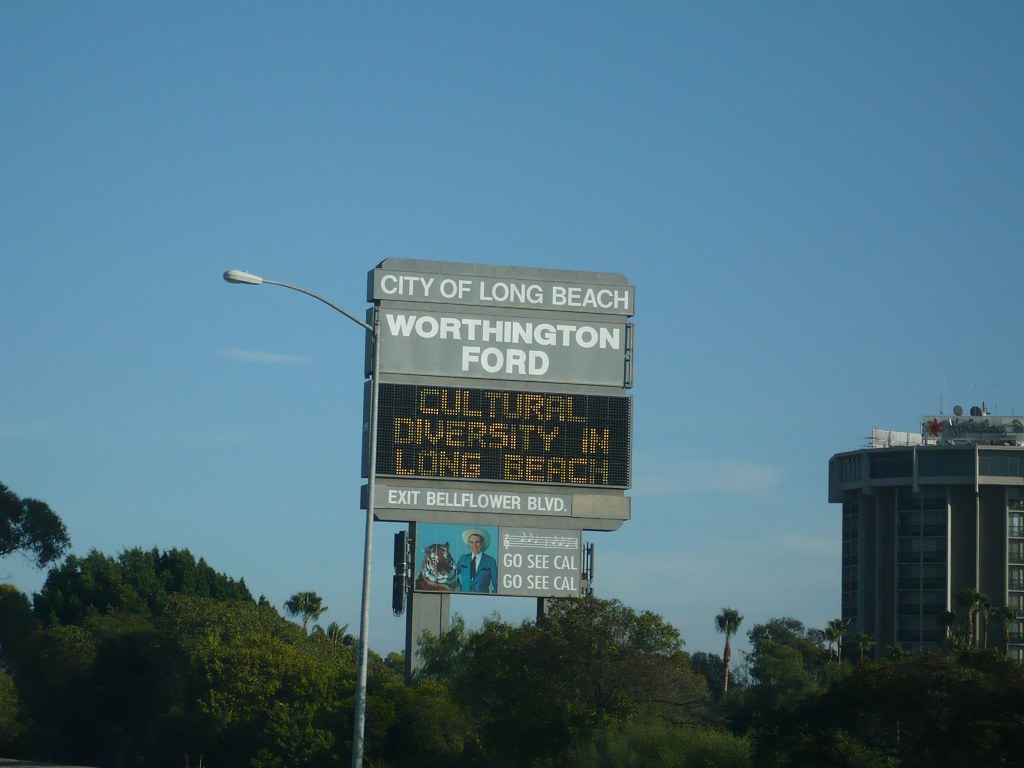 CITY OF LONG BEACH
WORTHINGTON
FORD
CULTURAL
DIVERSITY IN
LONG BEACH
EXIT BELLFLOWER BLVD.
GO SEE CAL
GO SEE CAL